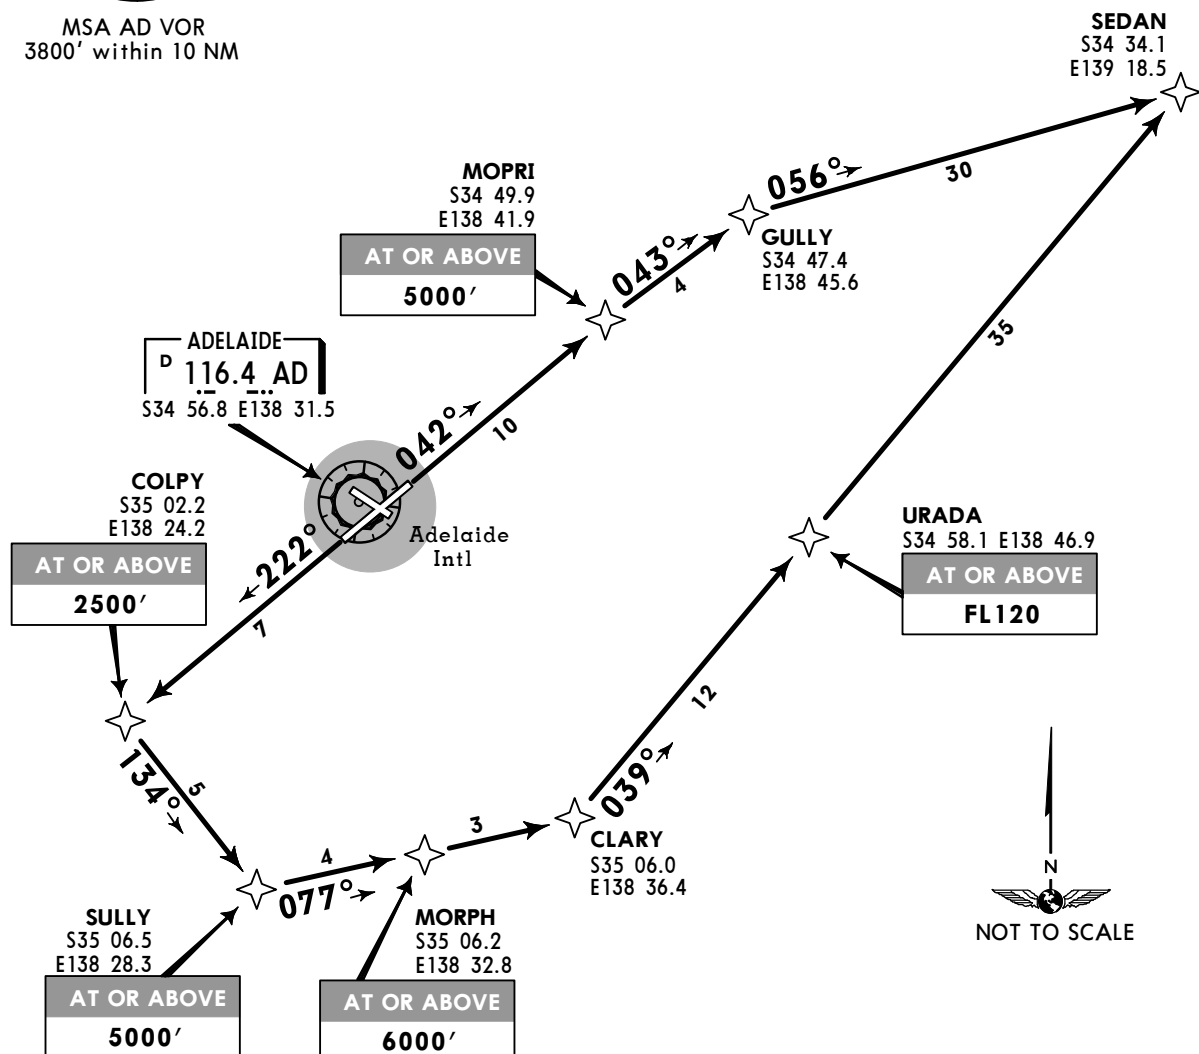 MSA AD VOR
3800' within 10 NM
SEDAN
S34 34.1
E139 18.5
MOPRI
S34 49.9
E138 41.9
AT OR ABOVE
5000'
056°
30
043°
4
GULLY
S34 47.4
E138 45.6
ADELAIDE
D 116.4 AD
S34 56.8 E138 31.5
042°
10
35
COLPY
S35 02.2
E138 24.2
AT OR ABOVE
2500'
222°
7
Adelaide
Intl
URADA
S34 58.1 E138 46.9
AT OR ABOVE
FL120
12
134°
5
039°
3
CLARY
S35 06.0
E138 36.4
4
077°
SULLY
S35 06.5
E138 28.3
AT OR ABOVE
5000'
MORPH
S35 06.2
E138 32.8
AT OR ABOVE
6000'
N
NOT TO SCALE